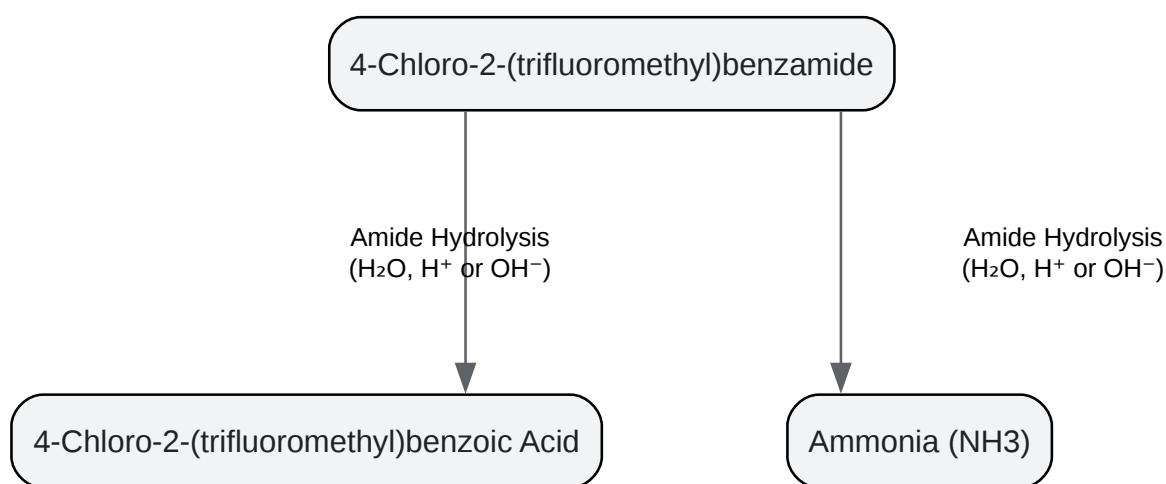 4-Chloro-2-(trifluoromethyl)benzamide
Amide Hydrolysis
(H₂O, H⁺ or OH⁻)
Amide Hydrolysis
(H₂O, H⁺ or OH⁻)
4-Chloro-2-(trifluoromethyl)benzoic Acid
Ammonia (NH3)